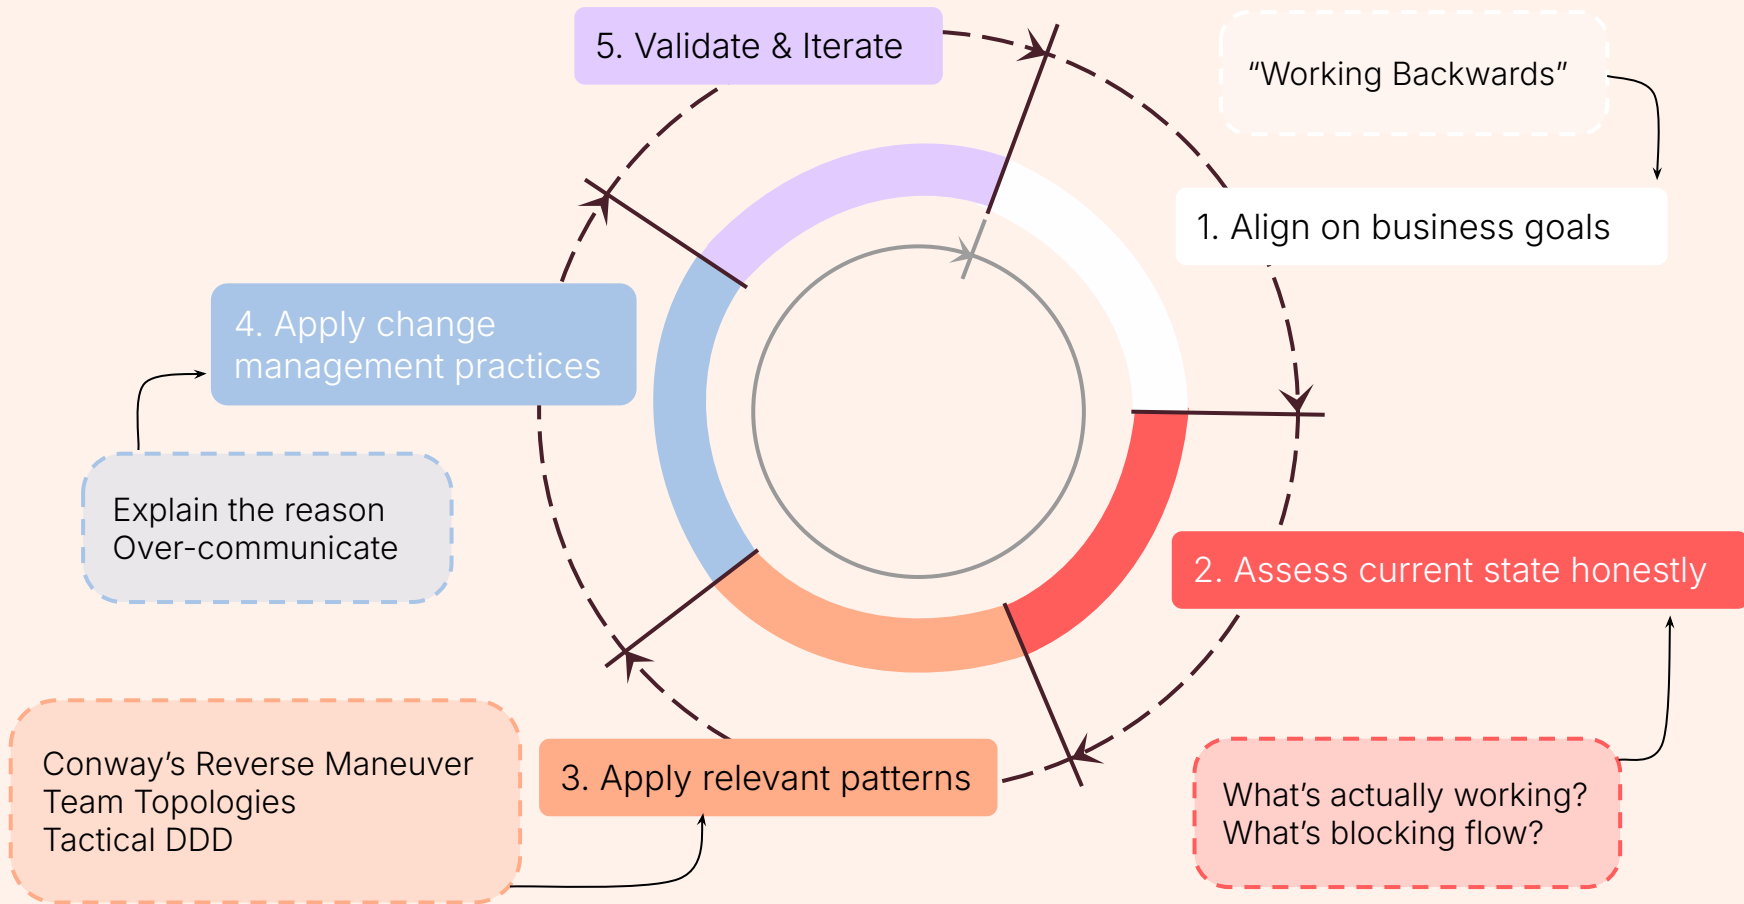 5. Validate & Iterate
“Working Backwards”
1. Align on business goals
4. Apply change
management practices
Explain the reason
Over-communicate
2. Assess current state honestly
Conway’s Reverse Maneuver
Team Topologies
Tactical DDD
3. Apply relevant patterns
What’s actually working?
What’s blocking flow?